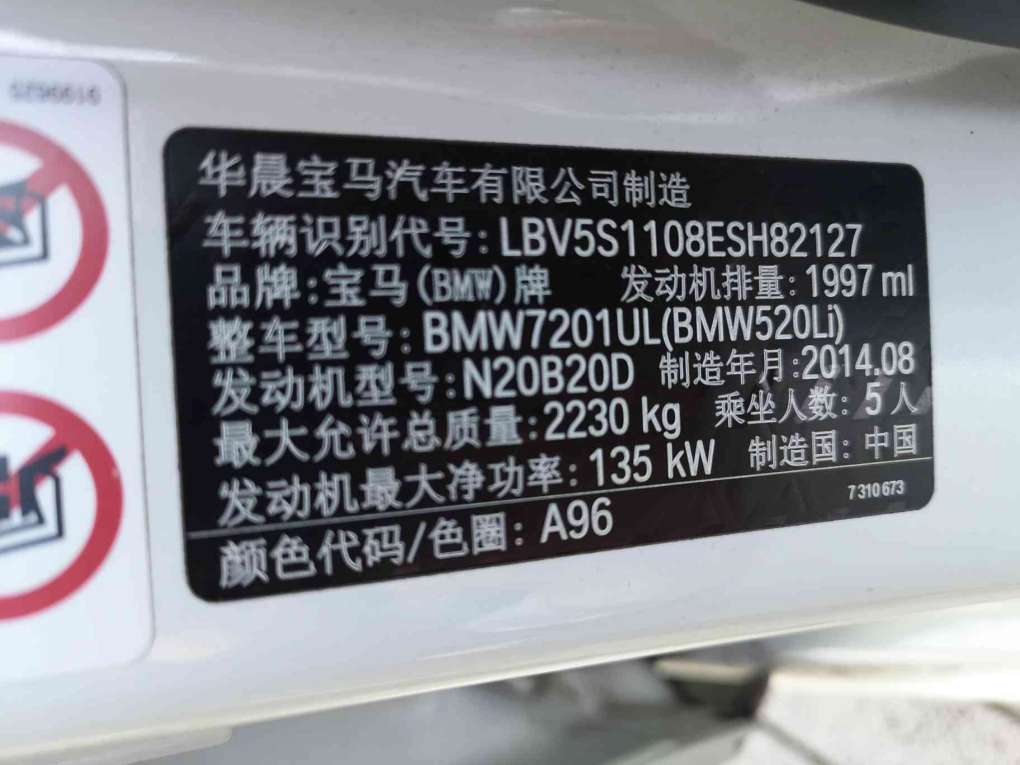 5Z96616
华晨宝马汽车有限公司制造
车辆识别代号:LBV5S1108ESH82127
品牌:宝马(BMW)牌 发动机排量:1997 ml
整车型号:BMW7201UL(BMW520Li)
发动机型号:N20B20D 制造年月:2014.08
最大允许总质量:2230 kg 乘坐人数:5人
发动机最大净功率:135 kW 制造国:中国
7 310 673
颜色代码/色圈:A96